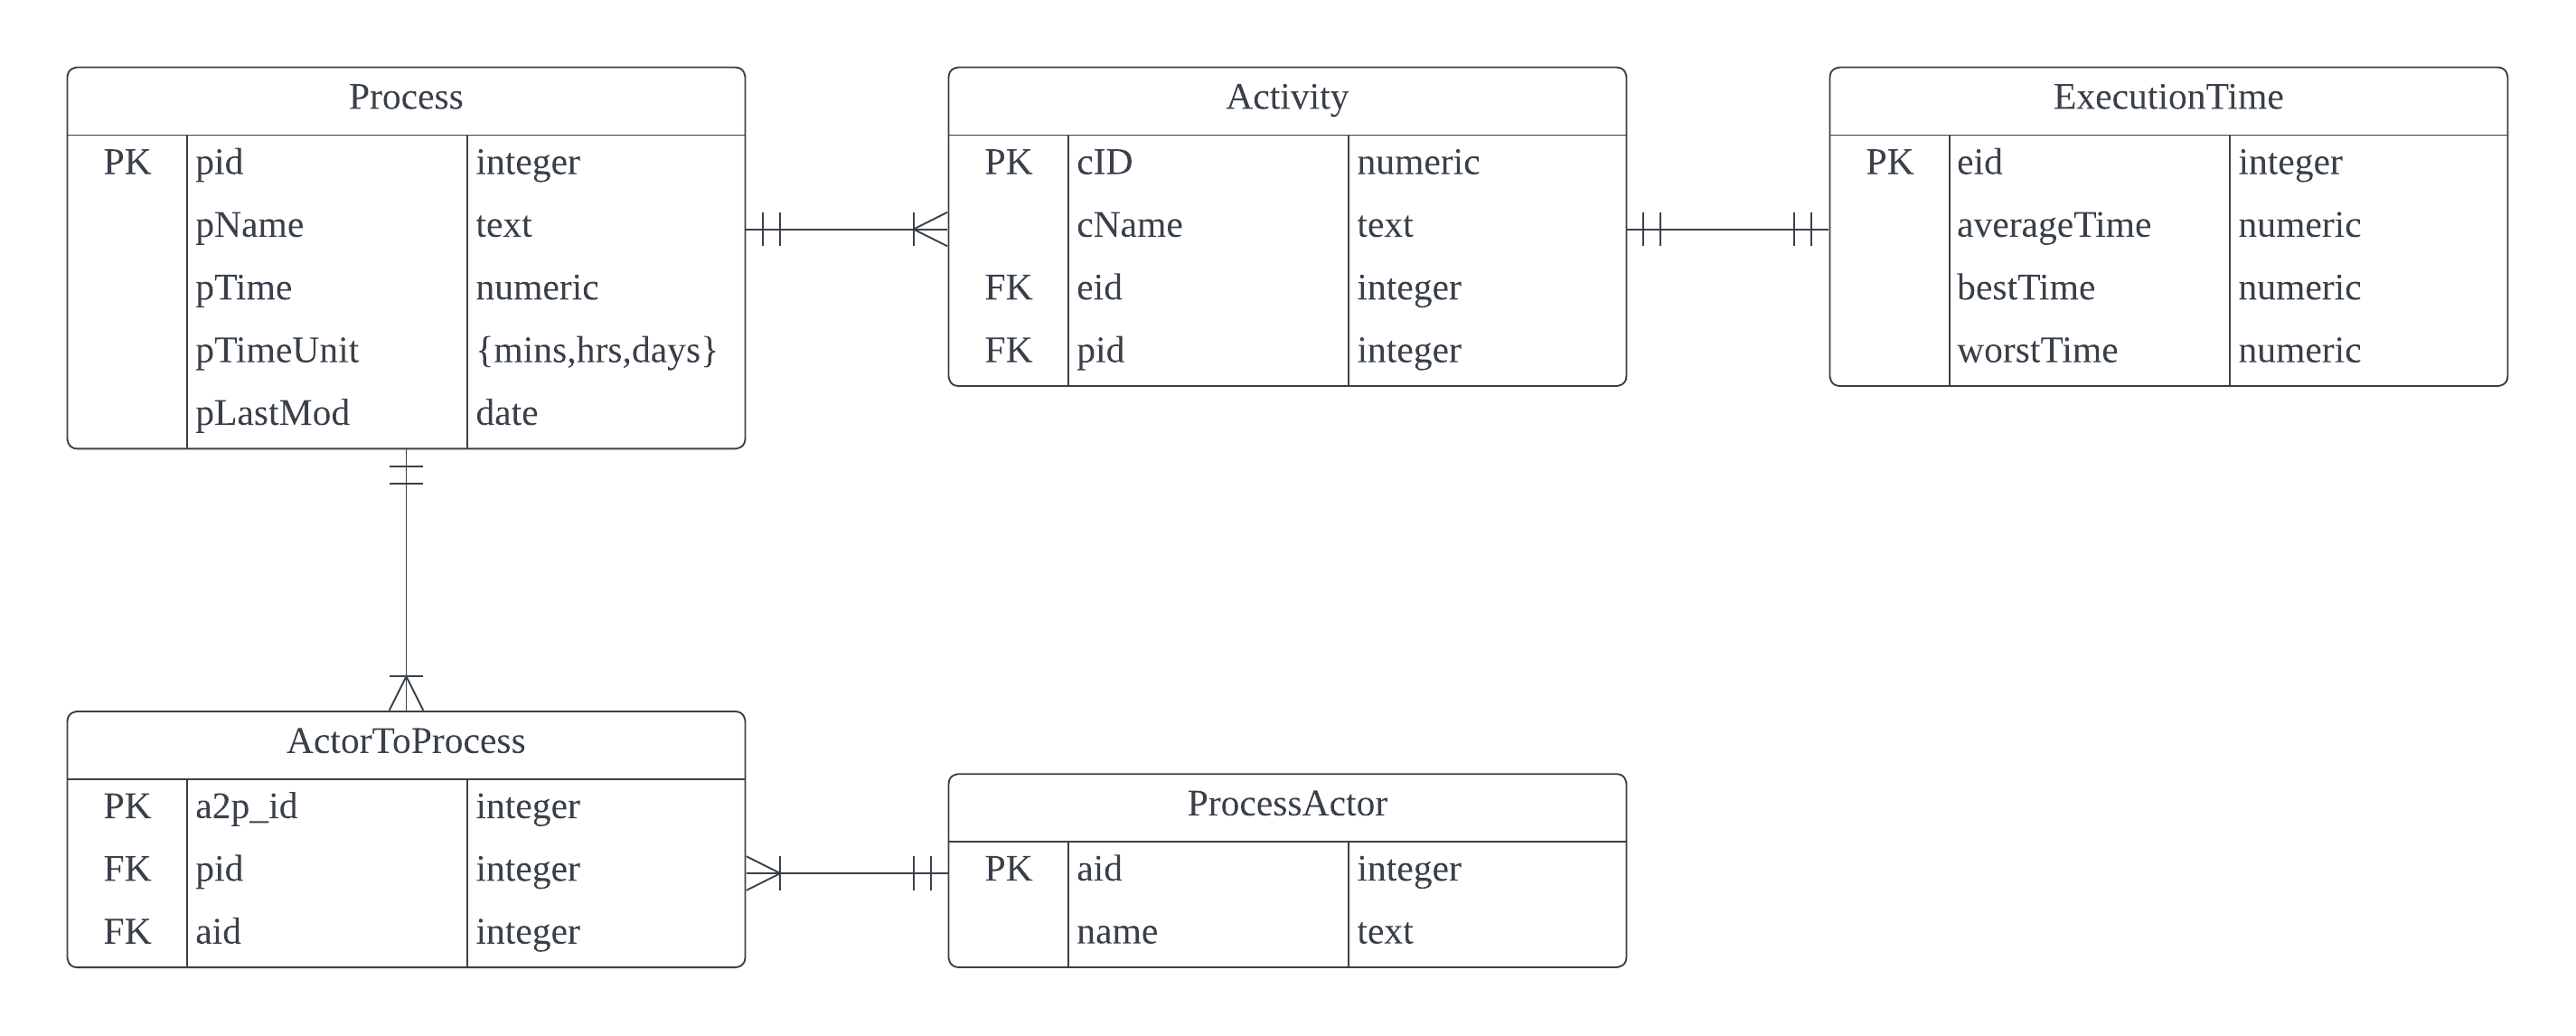 Process
PK pid integer
pName text
pTime numeric
pTimeUnit {mins,hrs,days}
pLastMod date
Activity
PK cID numeric
cName text
FK eid integer
FK pid integer
ExecutionTime
PK eid integer
averageTime numeric
bestTime numeric
worstTime numeric
ActorToProcess
PK a2p_id integer
FK pid integer
FK aid integer
ProcessActor
PK aid integer
name text